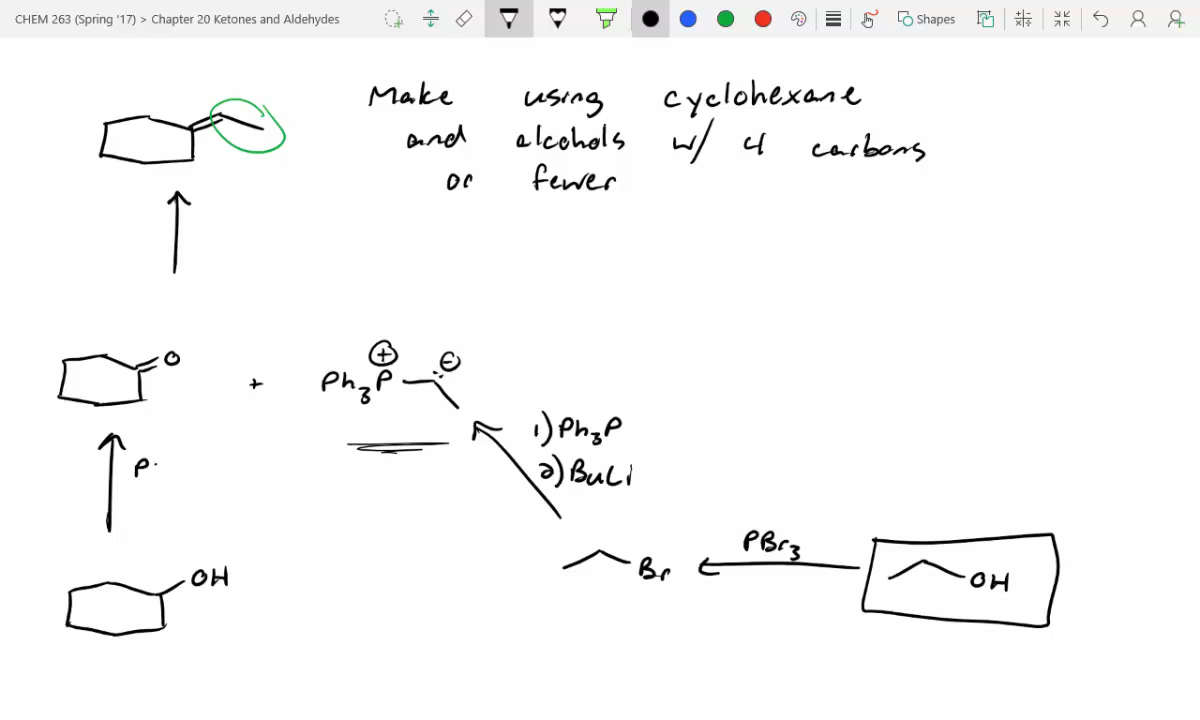 CHEM 263 (Spring '17) > Chapter 20 Ketones and Aldehydes
Shapes
Make using cyclohexane
and alcohols w/ 4 carbons
or fewer
O
+
Ph₃P ⊕ ⊖
1) Ph₃P
2) BuLi
P
OH
Br
PBr₃
OH